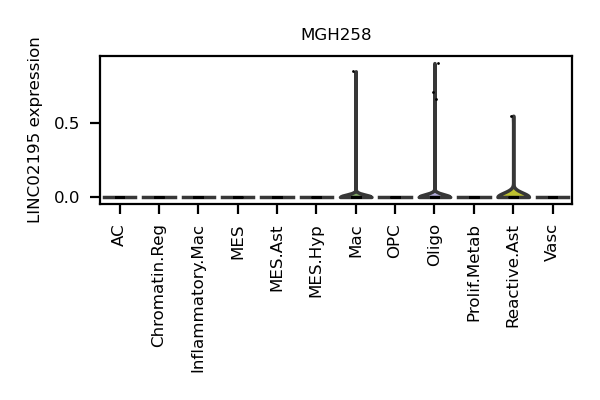 MGH258
LINC02195 expression
0.5
0.0
AC
Chromatin.Reg
Inflammatory.Mac
MES
MES.Ast
MES.Hyp
Mac
OPC
Oligo
Prolif.Metab
Reactive.Ast
Vasc